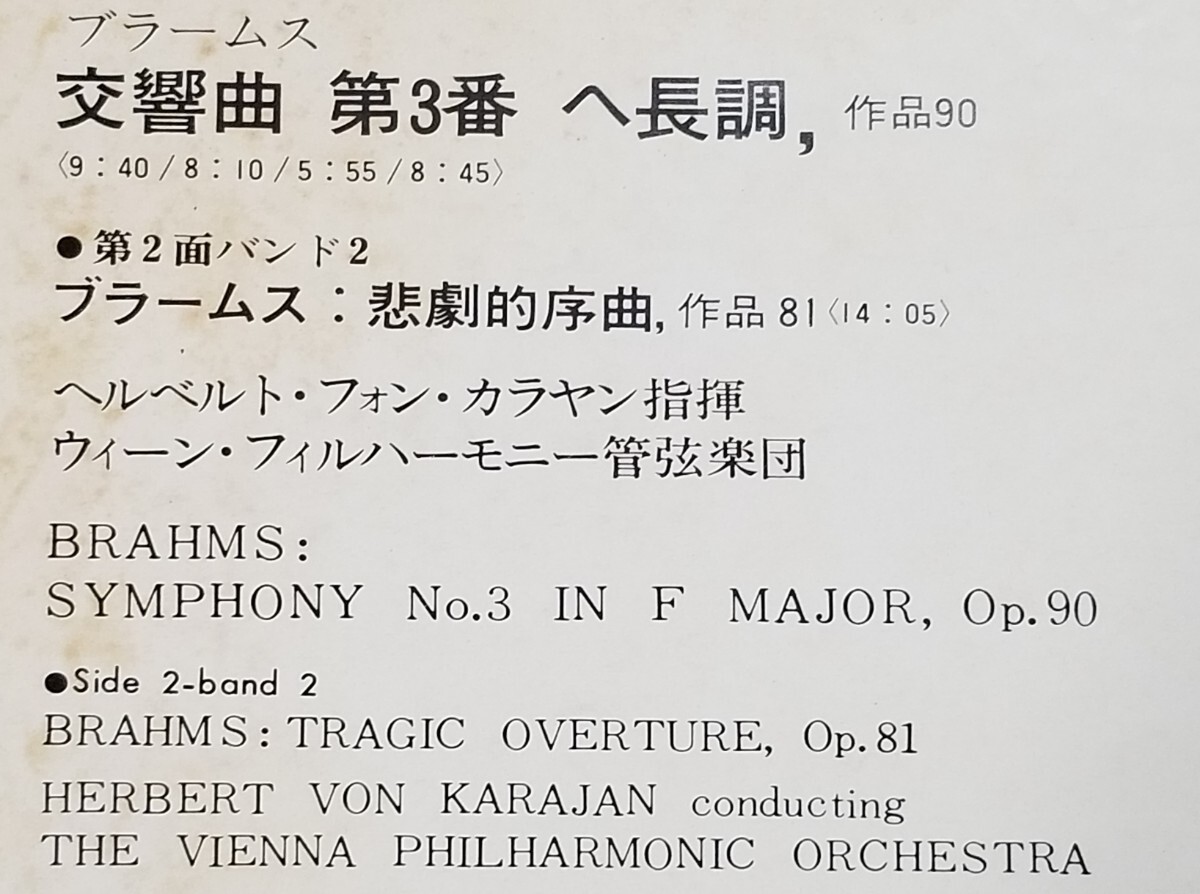 ブラームス
交響曲 第3番 ヘ長調, 作品90
〈9：40/8：10/5：55/8：45〉
●第2面バンド2
ブラームス：悲劇的序曲, 作品81〈14：05〉
ヘルベルト・フォン・カラヤン指揮
ウィーン・フィルハーモニー管弦楽団
BRAHMS:
SYMPHONY No.3 IN F MAJOR, Op.90
●Side 2-band 2
BRAHMS: TRAGIC OVERTURE, Op.81
HERBERT VON KARAJAN conducting
THE VIENNA PHILHARMONIC ORCHESTRA